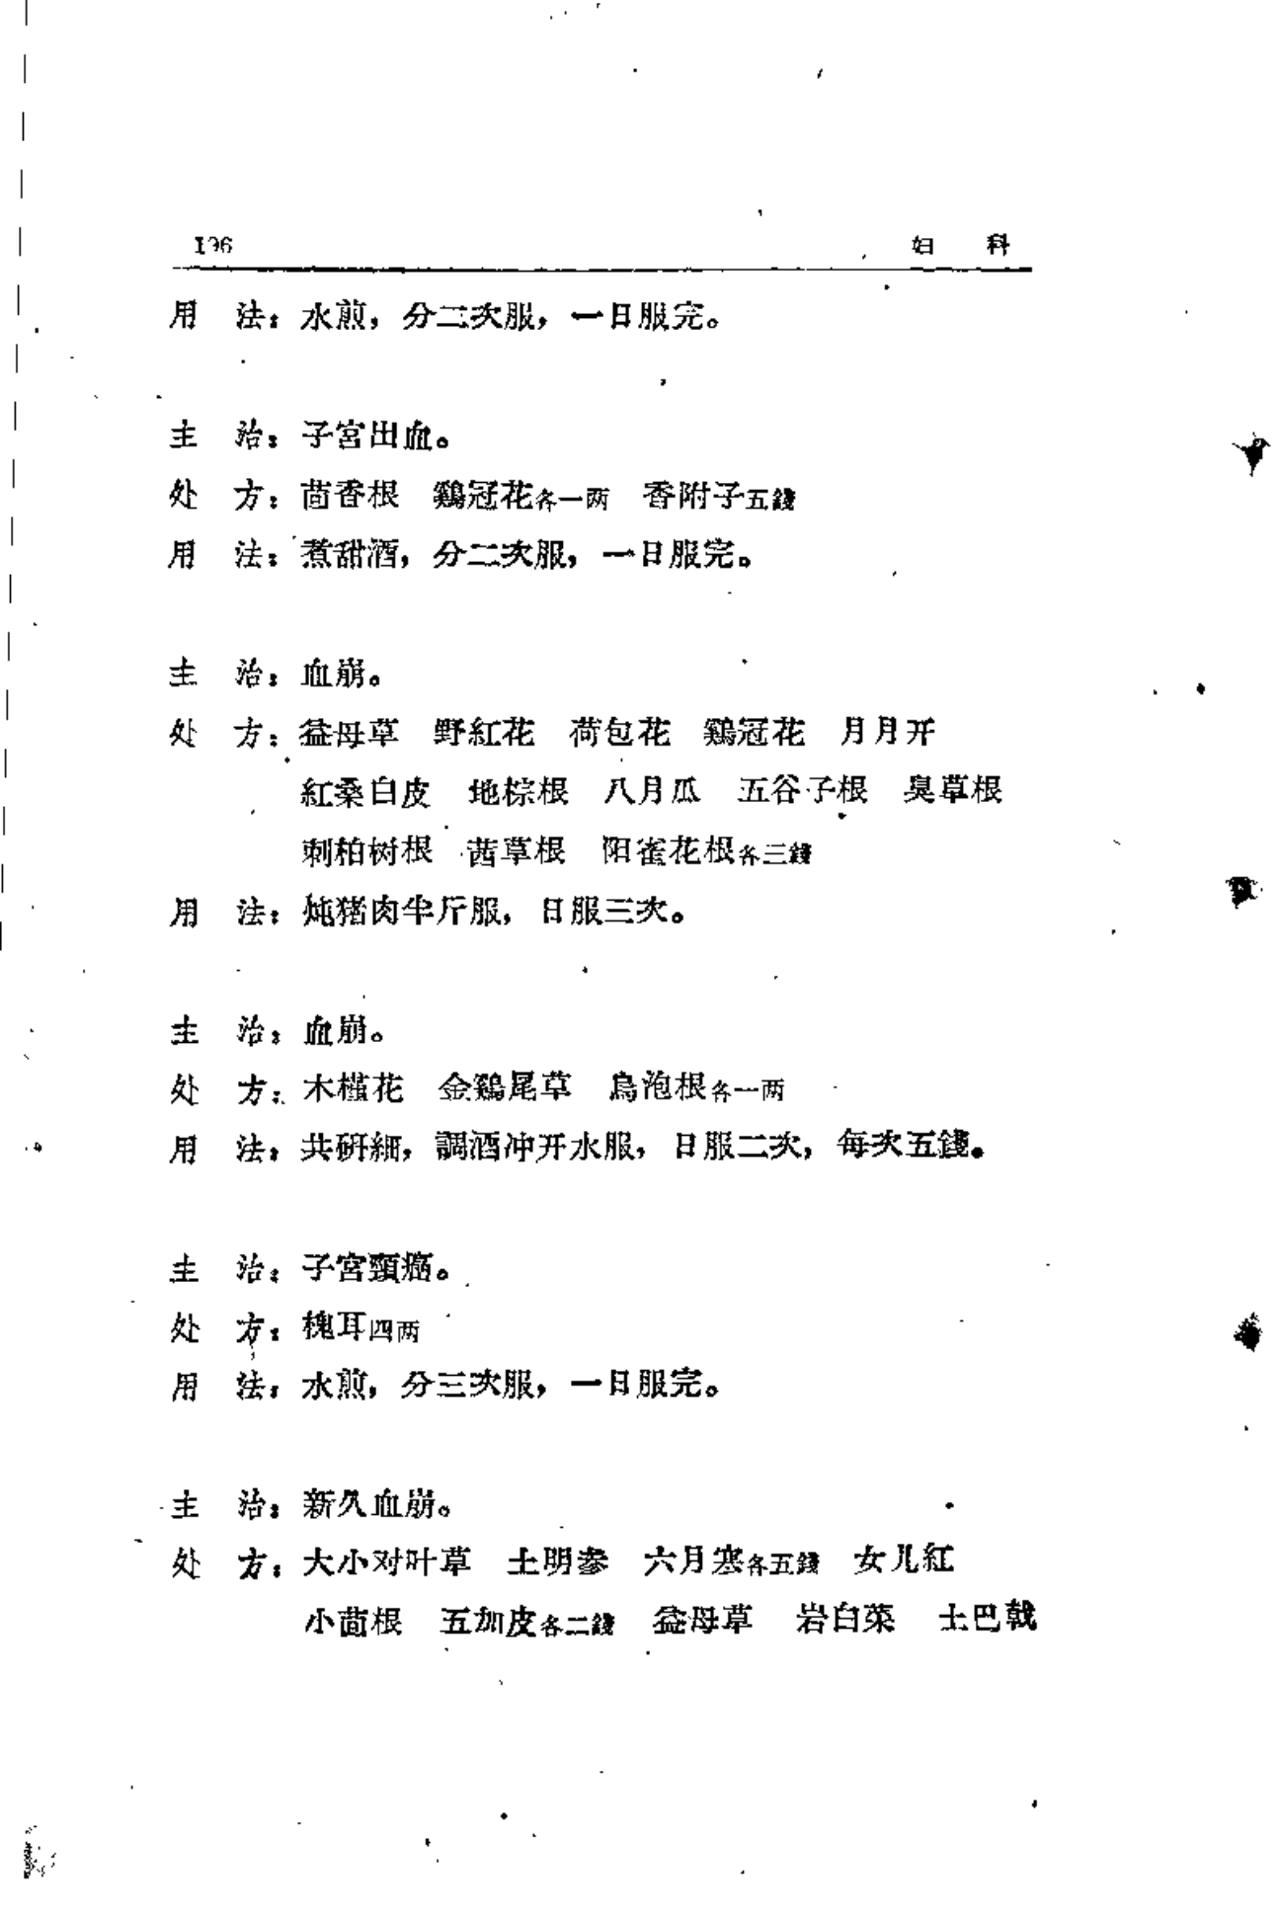 196 妇 科
用 法：水煎，分三次服，一日服完。
主 治：子宮出血。
处 方：茴香根 鷄冠花各一两 香附子五錢
用 法：煮甜酒，分二次服，一日服完。
主 治：血崩。
处 方：益母草 野紅花 荷包花 鷄冠花 月月开
紅桑白皮 地棕根 八月瓜 五谷子根 臭草根
刺柏树根 茜草根 阳雀花根各三錢
用 法：炖猪肉半斤服，日服三次。
主 治：血崩。
处 方：木槿花 金鷄尾草 烏泡根各一两
用 法：共研細，調酒冲开水服，日服二次，每次五錢。
主 治：子宮頸癌。
处 方：槐耳四两
用 法：水煎，分三次服，一日服完。
主 治：新久血崩。
处 方：大小对叶草 土明参 六月寒各五錢 女儿紅
小茴根 五加皮各二錢 益母草 岩白菜 土巴戟